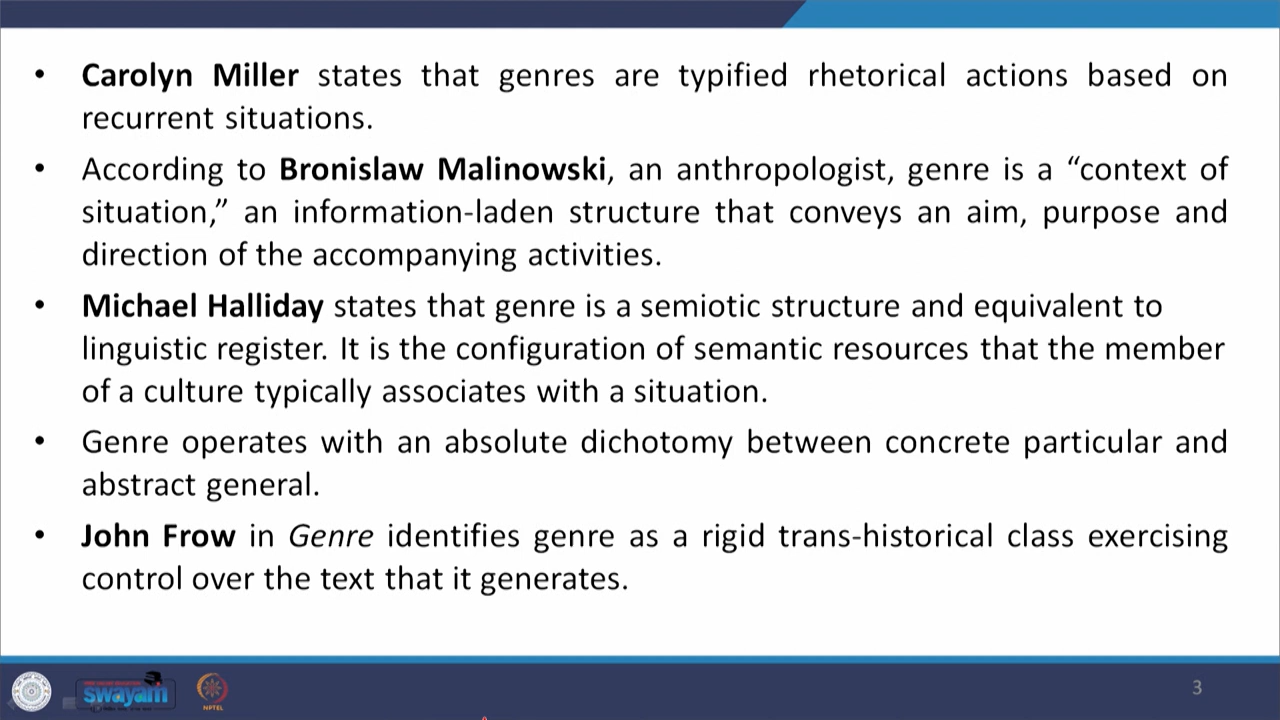 • Carolyn Miller states that genres are typified rhetorical actions based on
recurrent situations.
• According to Bronislaw Malinowski, an anthropologist, genre is a “context of
situation,” an information-laden structure that conveys an aim, purpose and
direction of the accompanying activities.
• Michael Halliday states that genre is a semiotic structure and equivalent to
linguistic register. It is the configuration of semantic resources that the member
of a culture typically associates with a situation.
• Genre operates with an absolute dichotomy between concrete particular and
abstract general.
• John Frow in Genre identifies genre as a rigid trans-historical class exercising
control over the text that it generates.
swayam
NPTEL
3